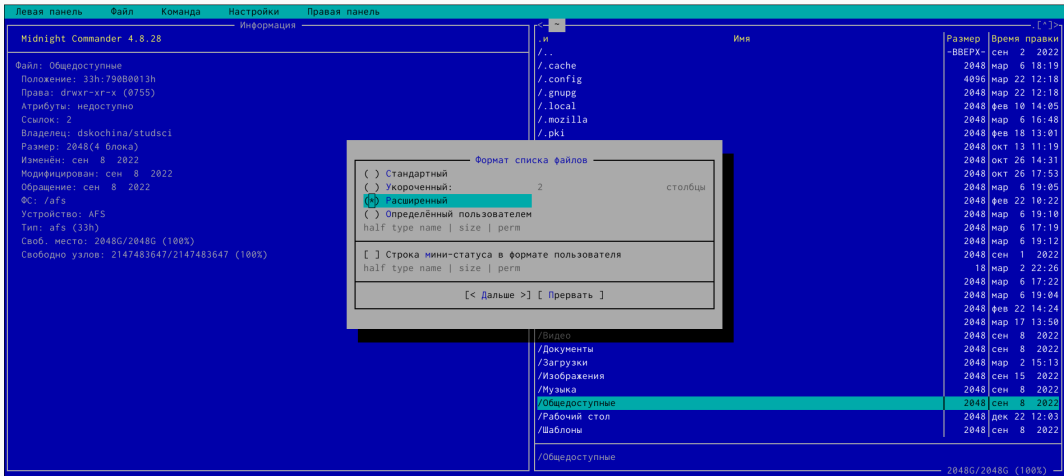 Левая панель Файл Команда Настройки Правая панель
Информация
Midnight Commander 4.8.28
Файл: Общедоступные
Положение: 33h:790B0013h
Права: drwxr-xr-x (0755)
Атрибуты: недоступно
Ссылок: 2
Владелец: dskochina/studsci
Размер: 2048(4 блока)
Изменён: сен 8 2022
Модифицирован: сен 8 2022
Обращение: сен 8 2022
ФС: /afs
Устройство: AFS
Тип: afs (33h)
Своб. место: 2048G/2048G (100%)
Свободно узлов: 2147483647/2147483647 (100%)
<- ~ .[^]>
.и Имя Размер Время правки
/.. -ВВЕРХ- сен 2 2022
/.cache 2048 мар 6 18:19
/.config 4096 мар 22 12:18
/.gnupg 2048 мар 22 12:18
/.local 2048 фев 10 14:05
/.mozilla 2048 мар 6 16:48
/.pki 2048 фев 18 13:01
2048 окт 13 11:19
2048 окт 26 14:31
2048 окт 26 17:53
2048 мар 6 19:05
2048 фев 22 10:22
2048 мар 6 19:10
2048 мар 6 17:19
2048 мар 6 19:12
2048 сен 1 2022
18 мар 2 22:26
2048 мар 6 17:22
2048 мар 6 19:04
2048 фев 22 14:24
2048 мар 17 13:50
/Видео 2048 сен 8 2022
/Документы 2048 сен 8 2022
/Загрузки 2048 мар 2 15:13
/Изображения 2048 сен 15 2022
/Музыка 2048 сен 8 2022
/Общедоступные 2048 сен 8 2022
/Рабочий стол 2048 дек 22 12:03
/Шаблоны 2048 сен 8 2022
/Общедоступные
2048G/2048G (100%)
Формат списка файлов
( ) Стандартный
( ) Укороченный: 2 столбцы
(*) Расширенный
( ) Определённый пользователем
half type name | size | perm
[ ] Строка мини-статуса в формате пользователя
half type name | size | perm
[< Дальше >] [ Прервать ]